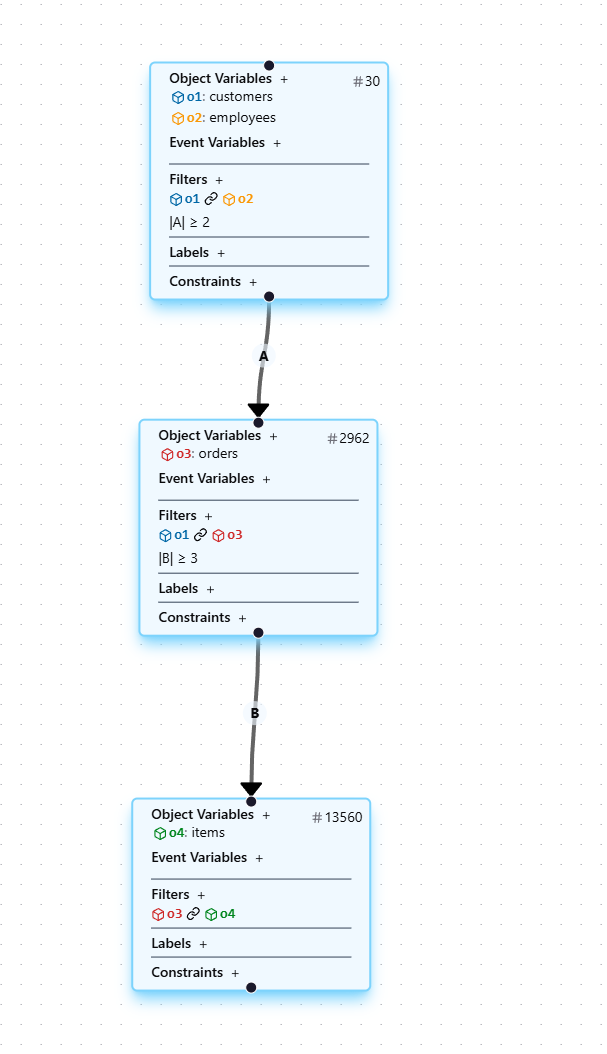 Object Variables + #30
o1: customers
o2: employees
Event Variables +
Filters +
o1 o2
|A| ≥ 2
Labels +
Constraints +
A
Object Variables + #2962
o3: orders
Event Variables +
Filters +
o1 o3
|B| ≥ 3
Labels +
Constraints +
B
Object Variables + #13560
o4: items
Event Variables +
Filters +
o3 o4
Labels +
Constraints +